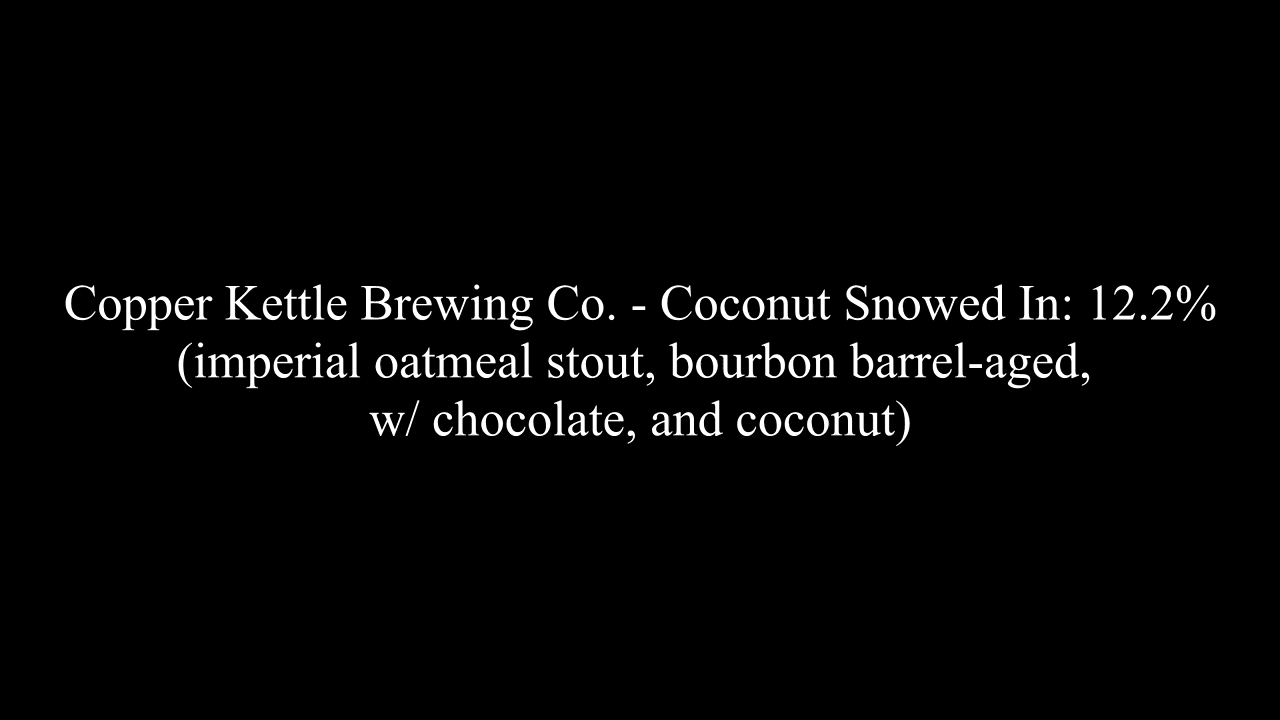 Copper Kettle Brewing Co. - Coconut Snowed In: 12.2%
(imperial oatmeal stout, bourbon barrel-aged,
w/ chocolate, and coconut)